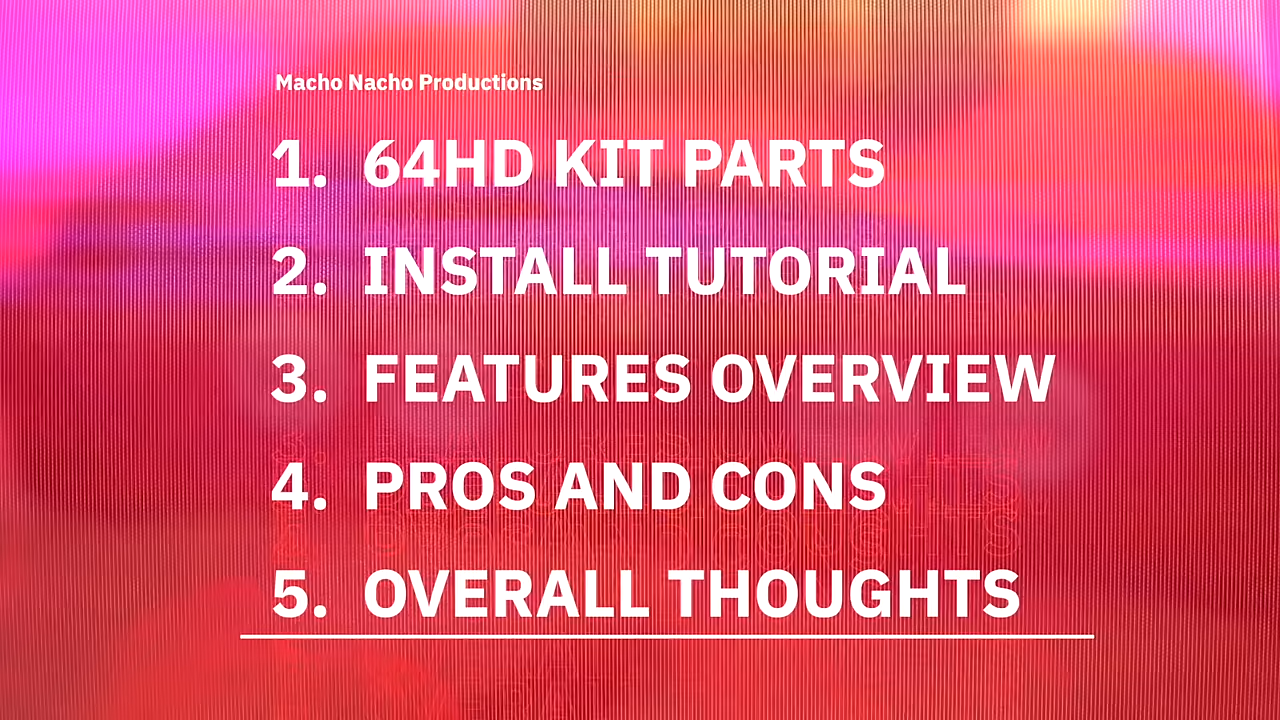 Macho Nacho Productions
1. 64HD KIT PARTS
2. INSTALL TUTORIAL
3. FEATURES OVERVIEW
4. PROS AND CONS
5. OVERALL THOUGHTS